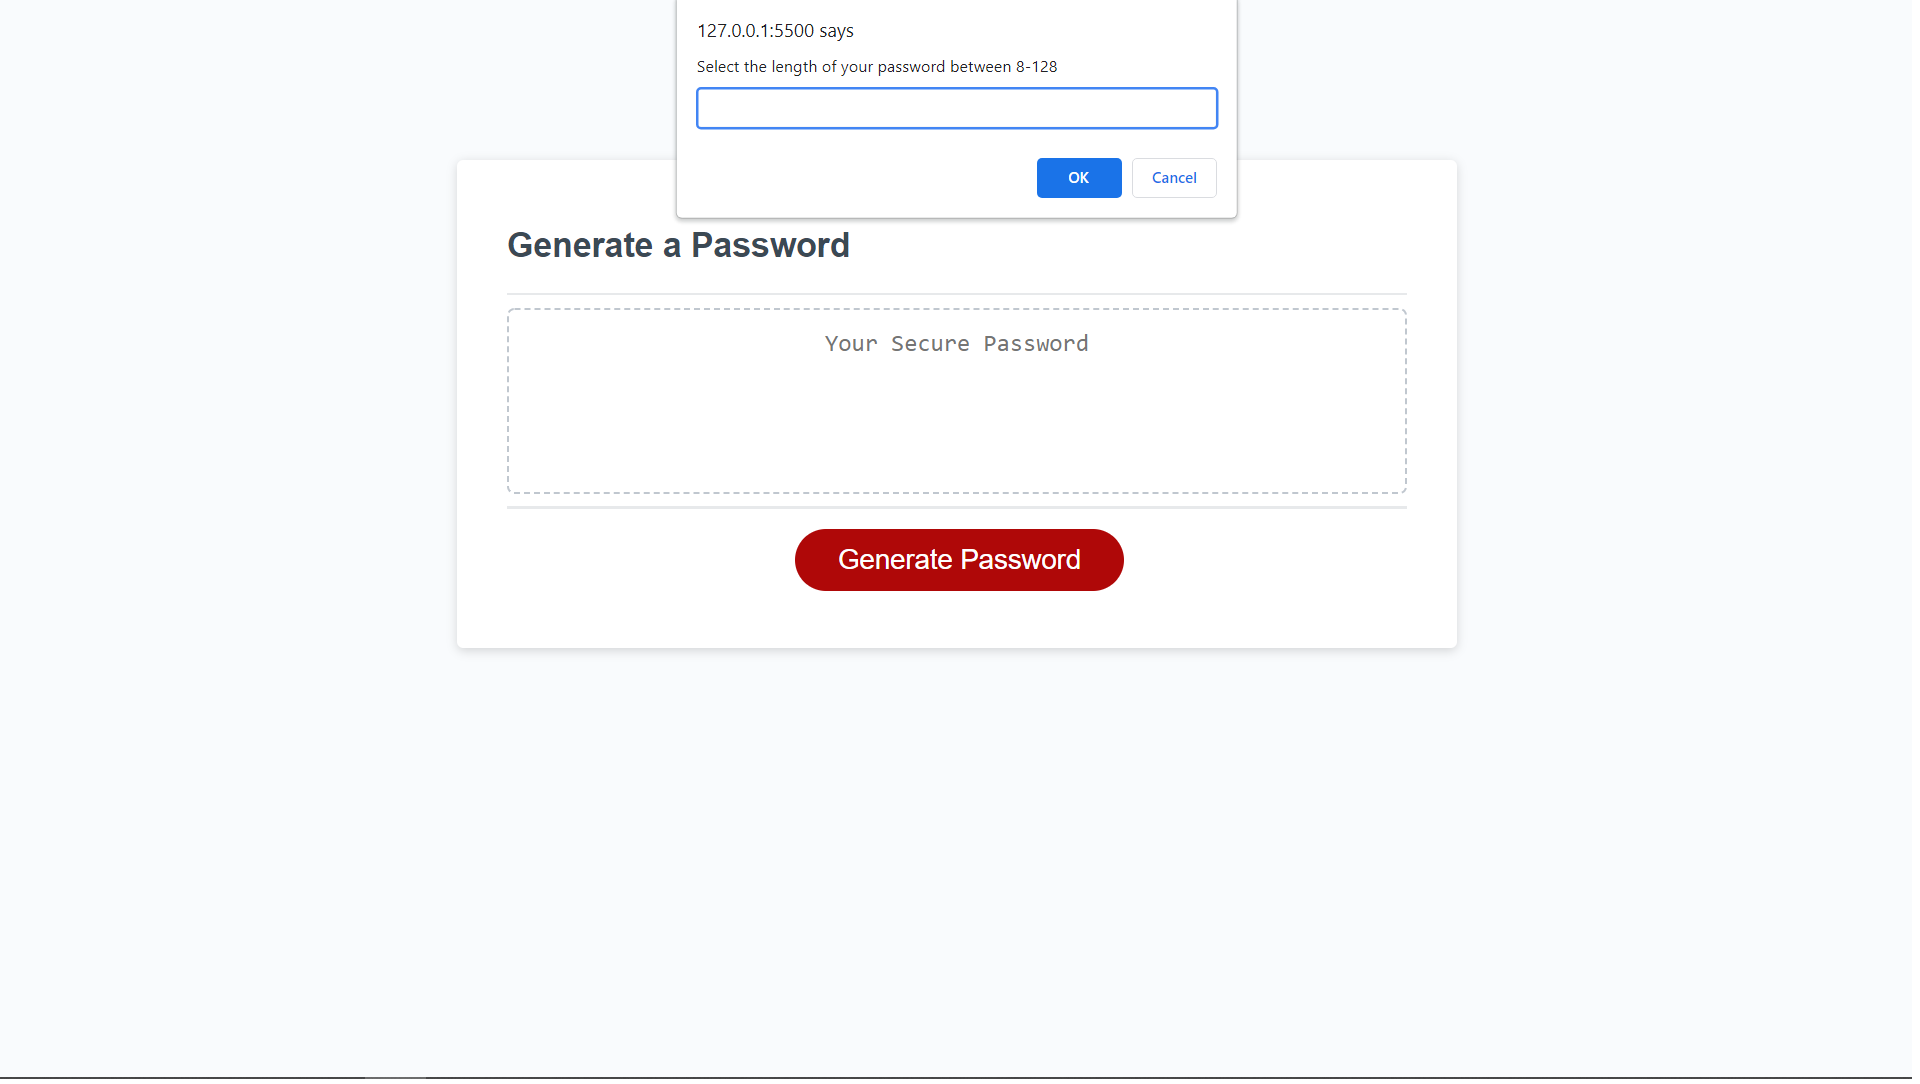 127.0.0.1:5500 says
Select the length of your password between 8-128
OK
Cancel
Generate a Password
Your Secure Password
Generate Password